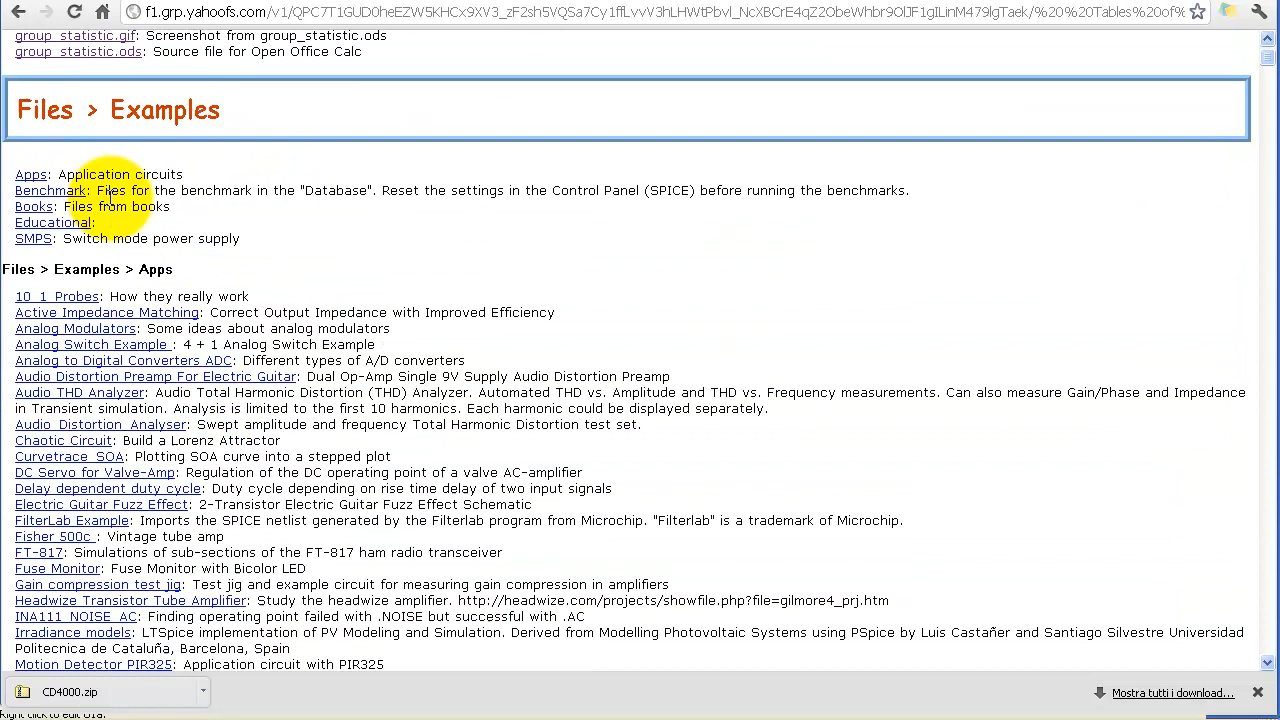 f1.grp.yahoofs.com/v1/QPC7T1GUD0heEZW5KHCx9XV3_zF2sh5VQSa7Cy1ffLvvV3hLHWtPbvl_NcXBCrE4qZ2ObeWhbr9OlJF1gILinM479lgTaek/%20%20Tables%20of%
group_statistic.gif: Screenshot from group_statistic.ods
group_statistic.ods: Source file for Open Office Calc
Files > Examples
Apps: Application circuits
Benchmark: Files for the benchmark in the "Database". Reset the settings in the Control Panel (SPICE) before running the benchmarks.
Books: Files from books
Educational:
SMPS: Switch mode power supply
Files > Examples > Apps
10_1_Probes: How they really work
Active Impedance Matching: Correct Output Impedance with Improved Efficiency
Analog Modulators: Some ideas about analog modulators
Analog Switch Example : 4 + 1 Analog Switch Example
Analog to Digital Converters ADC: Different types of A/D converters
Audio Distortion Preamp For Electric Guitar: Dual Op-Amp Single 9V Supply Audio Distortion Preamp
Audio THD Analyzer: Audio Total Harmonic Distortion (THD) Analyzer. Automated THD vs. Amplitude and THD vs. Frequency measurements. Can also measure Gain/Phase and Impedance
in Transient simulation. Analysis is limited to the first 10 harmonics. Each harmonic could be displayed separately.
Audio_Distortion_Analyser: Swept amplitude and frequency Total Harmonic Distortion test set.
Chaotic Circuit: Build a Lorenz Attractor
Curvetrace_SOA: Plotting SOA curve into a stepped plot
DC Servo for Valve-Amp: Regulation of the DC operating point of a valve AC-amplifier
Delay dependent duty cycle: Duty cycle depending on rise time delay of two input signals
Electric Guitar Fuzz Effect: 2-Transistor Electric Guitar Fuzz Effect Schematic
FilterLab Example: Imports the SPICE netlist generated by the Filterlab program from Microchip. "Filterlab" is a trademark of Microchip.
Fisher 500c : Vintage tube amp
FT-817: Simulations of sub-sections of the FT-817 ham radio transceiver
Fuse Monitor: Fuse Monitor with Bicolor LED
Gain compression test jig: Test jig and example circuit for measuring gain compression in amplifiers
Headwize Transistor Tube Amplifier: Study the headwize amplifier. http://headwize.com/projects/showfile.php?file=gilmore4_prj.htm
INA111_NOISE_AC: Finding operating point failed with .NOISE but successful with .AC
Irradiance models: LTSpice implementation of PV Modeling and Simulation. Derived from Modelling Photovoltaic Systems using PSpice by Luis Castañer and Santiago Silvestre Universidad
Politecnica de Cataluña, Barcelona, Spain
Motion Detector PIR325: Application circuit with PIR325
CD4000.zip
Mostra tutti i download...